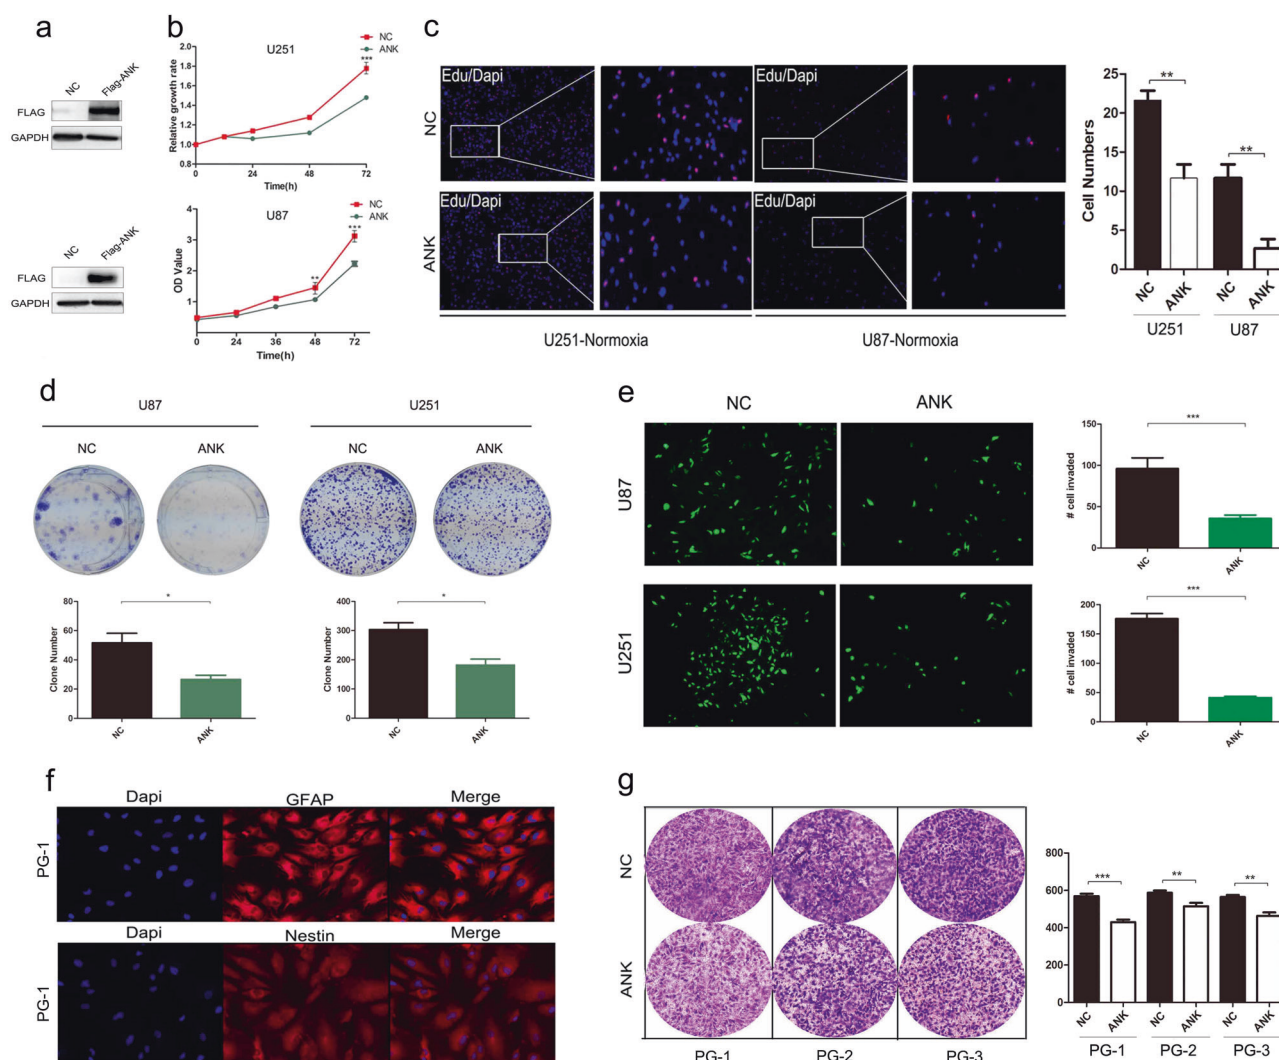 a
NC
Flag-ANK
FLAG
GAPDH
NC
Flag-ANK
FLAG
GAPDH
b
U251
NC
ANK
***
Relative growth rate
2.0
1.8
1.6
1.4
1.2
1.0
0.8
0
24
48
72
Time(h)
U87
NC
ANK
***
**
OD Value
4
3
2
1
0
24
36
48
72
Time(h)
c
Edu/Dapi
Edu/Dapi
NC
Edu/Dapi
Edu/Dapi
ANK
U251-Normoxia
U87-Normoxia
Cell Numbers
25
20
15
10
5
0
**
**
NC
ANK
NC
ANK
U251
U87
d
U87
U251
NC
ANK
NC
ANK
Clone Number
80
60
40
20
0
*
NC
ANK
Clone Number
400
300
200
100
0
*
NC
ANK
e
NC
ANK
U87
U251
# cell invaded
150
100
50
0
***
NC
ANK
# cell invaded
200
150
100
50
0
***
NC
ANK
f
Dapi
GFAP
Merge
PG-1
Dapi
Nestin
Merge
PG-1
g
NC
ANK
PG-1
PG-2
PG-3
800
600
400
200
0
***
**
**
NC
ANK
NC
ANK
NC
ANK
PG-1
PG-2
PG-3